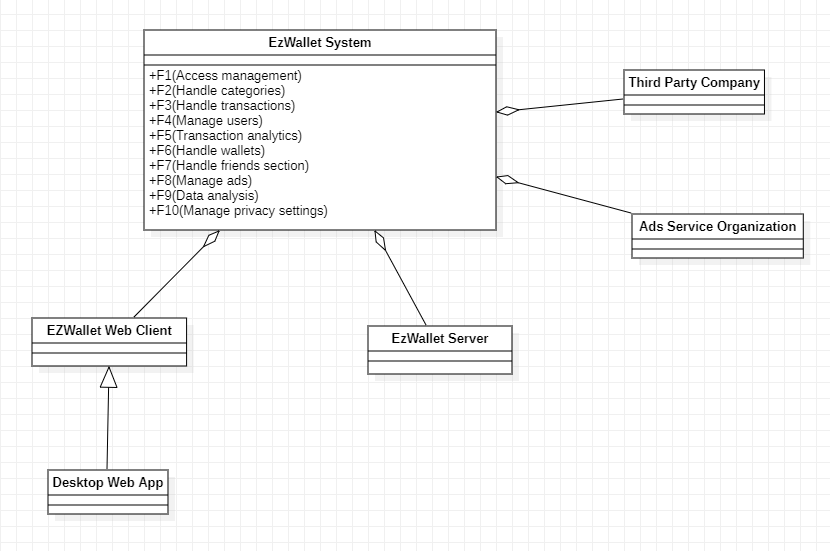 EzWallet System
+F1(Access management)
+F2(Handle categories)
+F3(Handle transactions)
+F4(Manage users)
+F5(Transaction analytics)
+F6(Handle wallets)
+F7(Handle friends section)
+F8(Manage ads)
+F9(Data analysis)
+F10(Manage privacy settings)
Third Party Company
Ads Service Organization
EZWallet Web Client
EzWallet Server
Desktop Web App